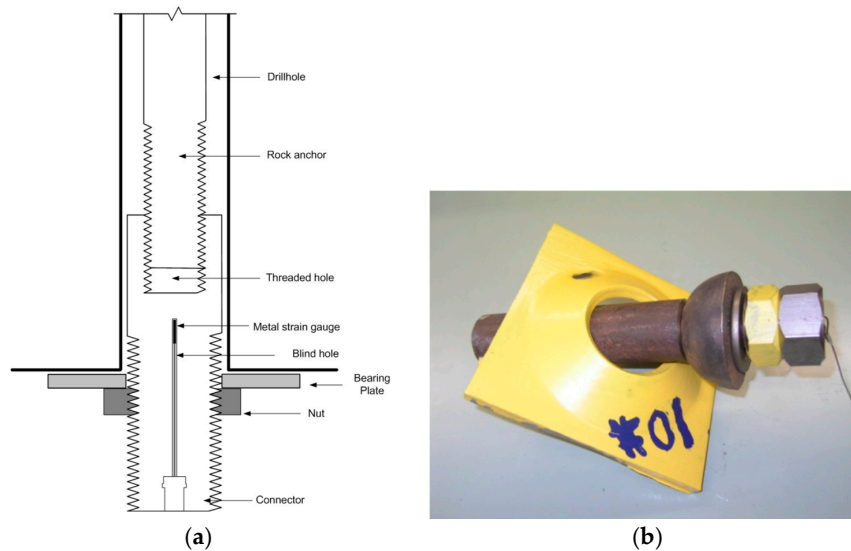 Drillhole
Rock anchor
Threaded hole
Metal strain gauge
Blind hole
Bearing
Plate
Nut
Connector
#01
(a)
(b)